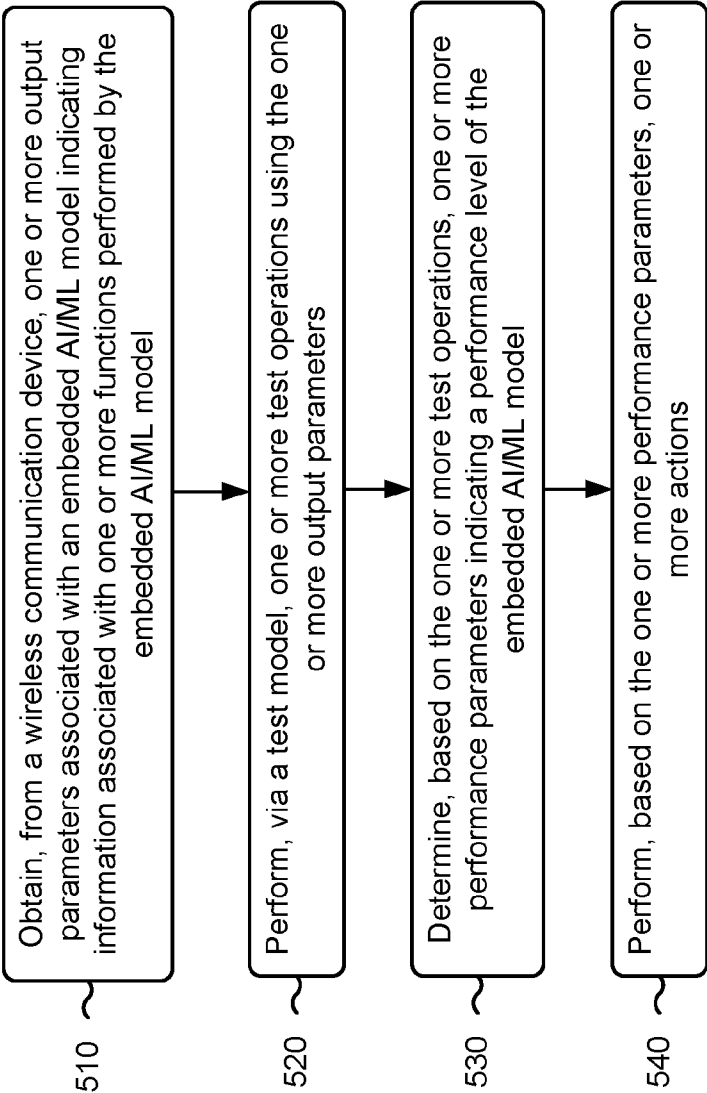 510
Obtain, from a wireless communication device, one or more output
parameters associated with an embedded AI/ML model indicating
information associated with one or more functions performed by the
embedded AI/ML model
520
Perform, via a test model, one or more test operations using the one
or more output parameters
530
Determine, based on the one or more test operations, one or more
performance parameters indicating a performance level of the
embedded AI/ML model
540
Perform, based on the one or more performance parameters, one or
more actions